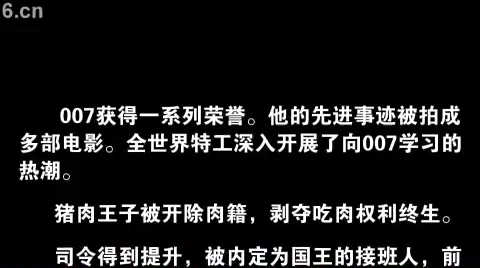 6.cn
007获得一系列荣誉。他的先进事迹被拍成
多部电影。全世界特工深入开展了向007学习的
热潮。
猪肉王子被开除肉籍，剥夺吃肉权利终生。
司令得到提升，被内定为国王的接班人，前